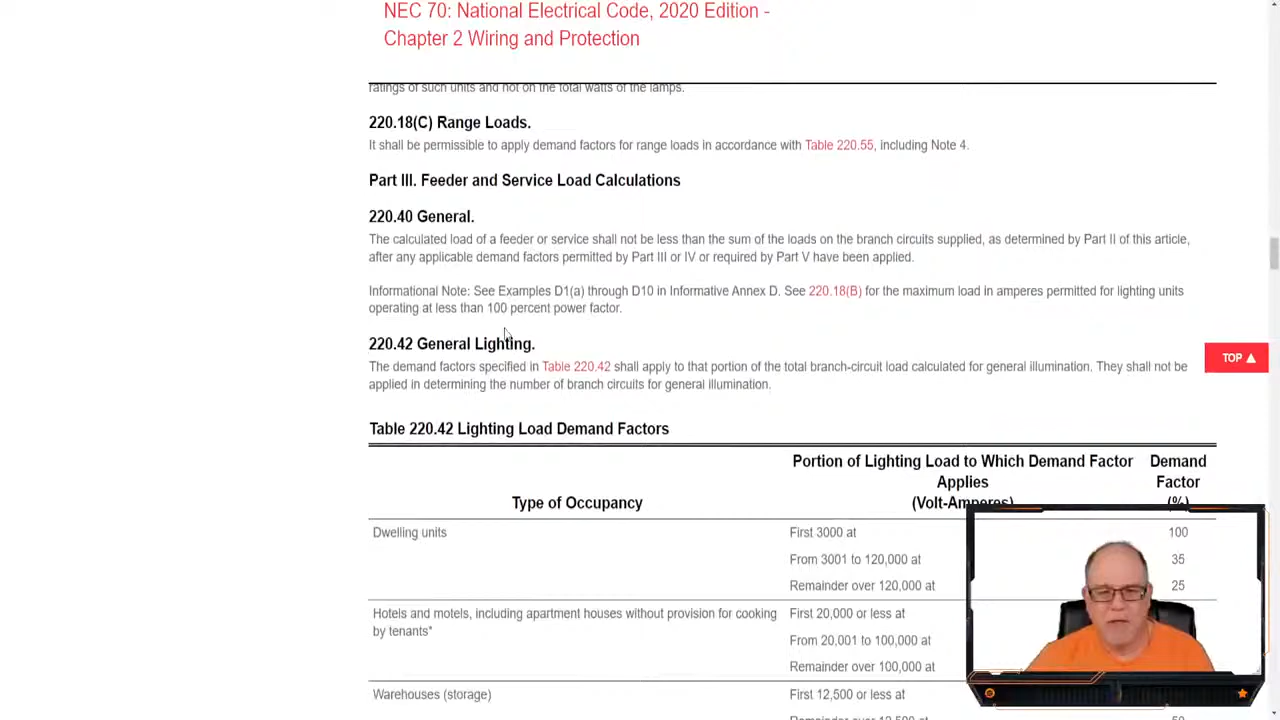 NEC 70: National Electrical Code, 2020 Edition -
Chapter 2 Wiring and Protection
ratings of such units and not on the total watts of the lamps.
220.18(C) Range Loads.
It shall be permissible to apply demand factors for range loads in accordance with Table 220.55, including Note 4.
Part III. Feeder and Service Load Calculations
220.40 General.
The calculated load of a feeder or service shall not be less than the sum of the loads on the branch circuits supplied, as determined by Part II of this article,
after any applicable demand factors permitted by Part III or IV or required by Part V have been applied.
Informational Note: See Examples D1(a) through D10 in Informative Annex D. See 220.18(B) for the maximum load in amperes permitted for lighting units
operating at less than 100 percent power factor.
220.42 General Lighting.
The demand factors specified in Table 220.42 shall apply to that portion of the total branch-circuit load calculated for general illumination. They shall not be
applied in determining the number of branch circuits for general illumination.
TOP ▲
Table 220.42 Lighting Load Demand Factors
Type of Occupancy
Portion of Lighting Load to Which Demand Factor
Applies
(Volt-Amperes)
Demand
Factor
(%)
Dwelling units
First 3000 at
100
From 3001 to 120,000 at
35
Remainder over 120,000 at
25
Hotels and motels, including apartment houses without provision for cooking
by tenants*
First 20,000 or less at
From 20,001 to 100,000 at
Remainder over 100,000 at
Warehouses (storage)
First 12,500 or less at